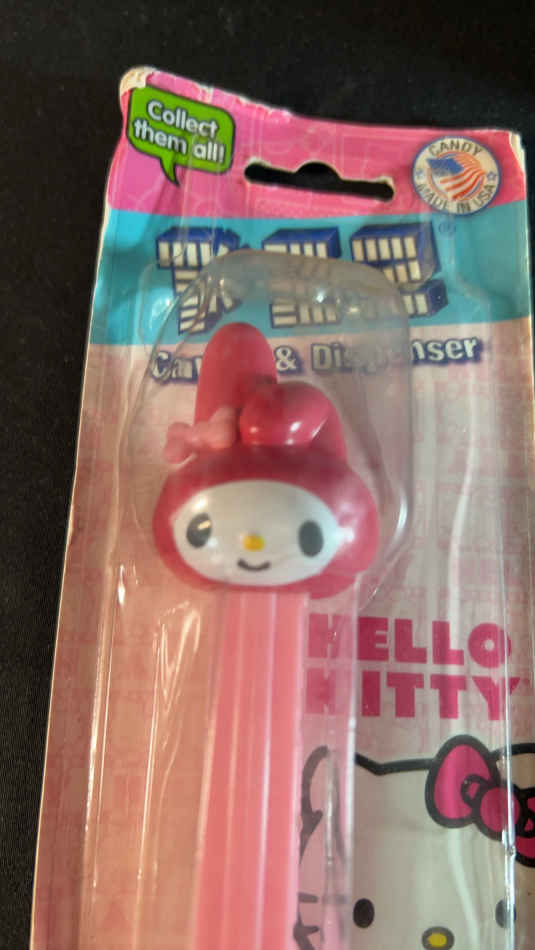 Collect
them all!
CANDY
MADE IN USA
PEZ
®
Candy & Dispenser
HELLO
KITTY